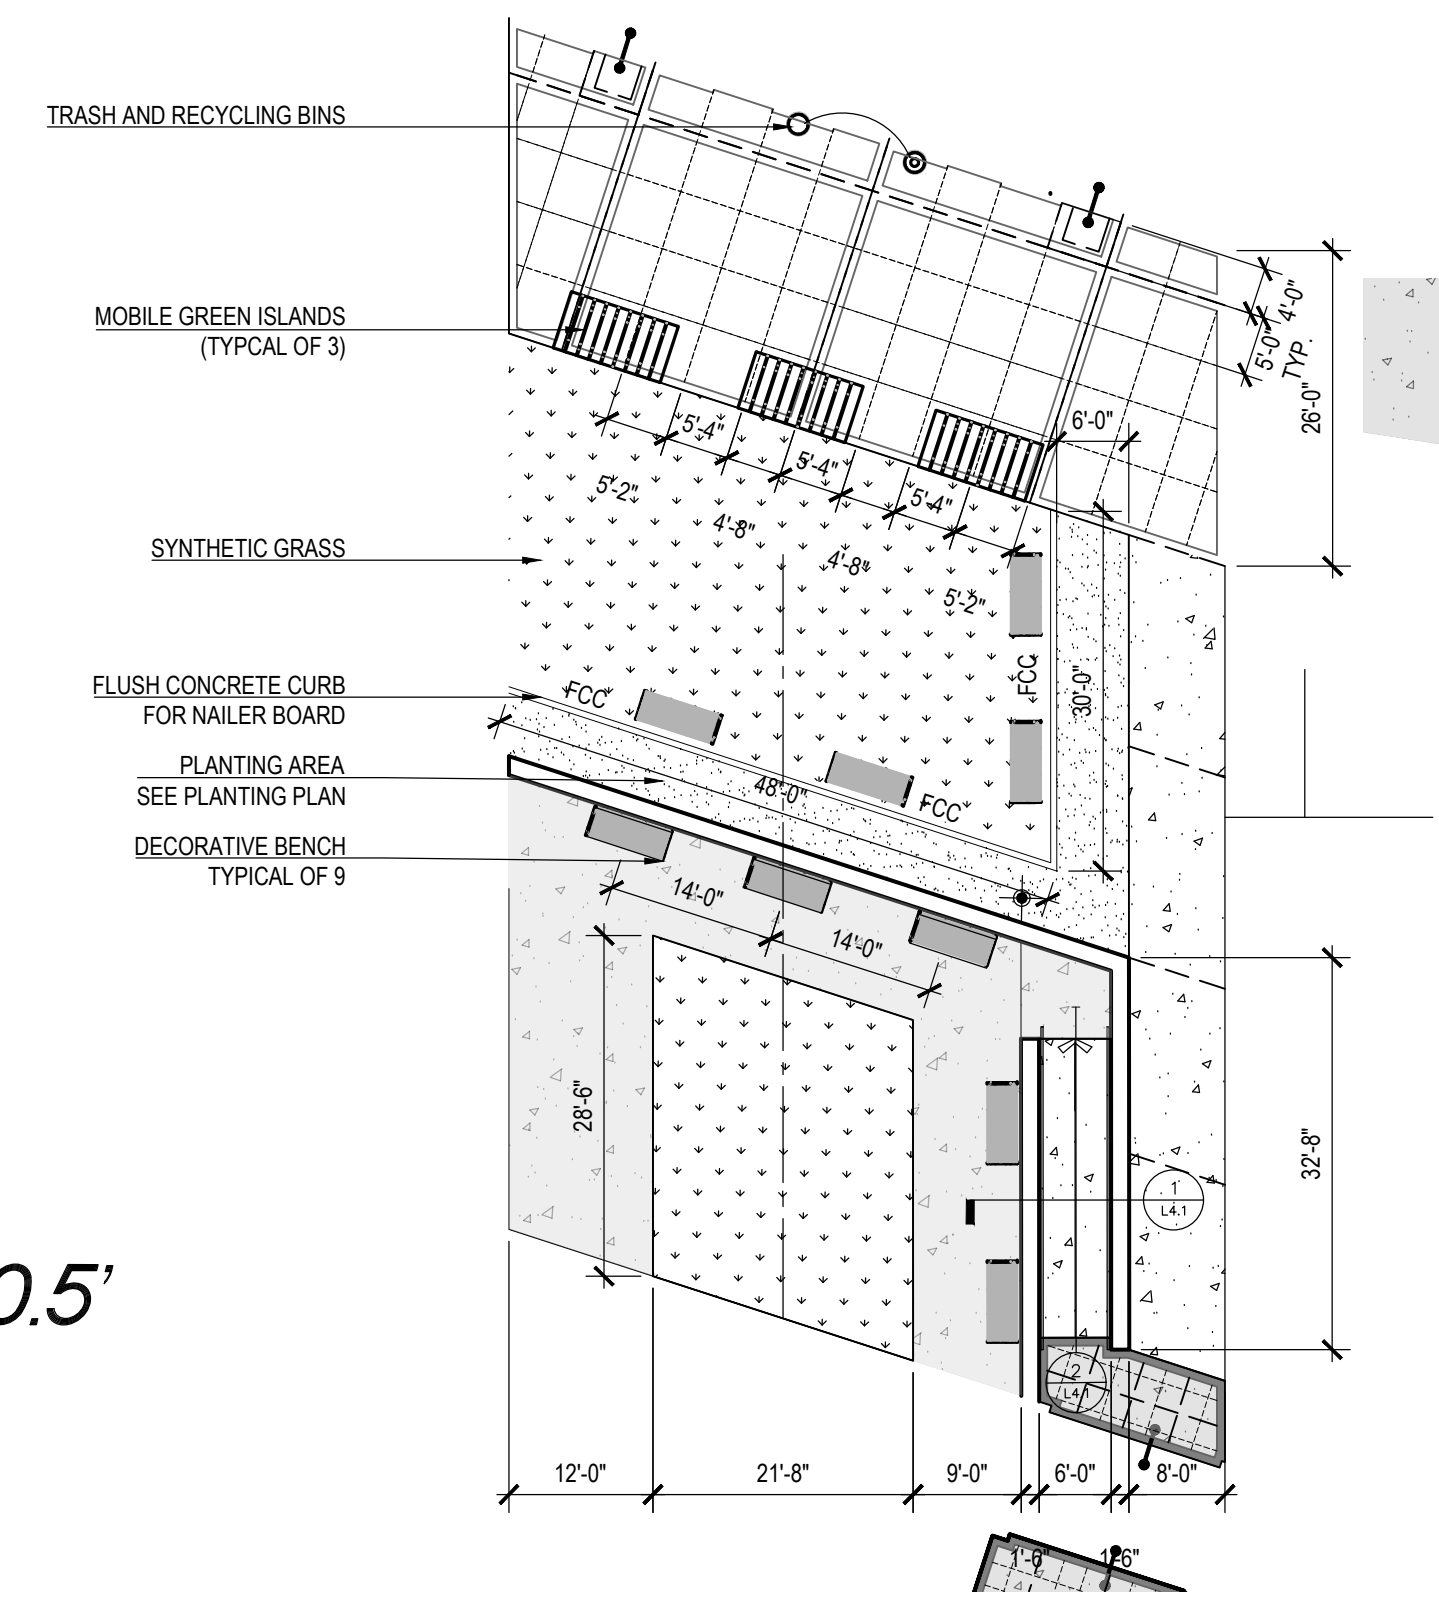 TRASH AND RECYCLING BINS
MOBILE GREEN ISLANDS
(TYPCAL OF 3)
4'-0"
5'-0"
TYP.
26'-0"
6'-0"
5'-4"
5'-4"
5'-4"
5'-2"
4'-8"
4'-8"
5'-2"
SYNTHETIC GRASS
FCC
30'-0"
FLUSH CONCRETE CURB
FOR NAILER BOARD
FCC
PLANTING AREA
SEE PLANTING PLAN
48'-0"
FCC
DECORATIVE BENCH
TYPICAL OF 9
14'-0"
14'-0"
28'-6"
32'-8"
1
L4.1
0.5'
2
L4.1
12'-0"
21'-8"
9'-0"
6'-0"
8'-0"
1'-6"
1'-6"